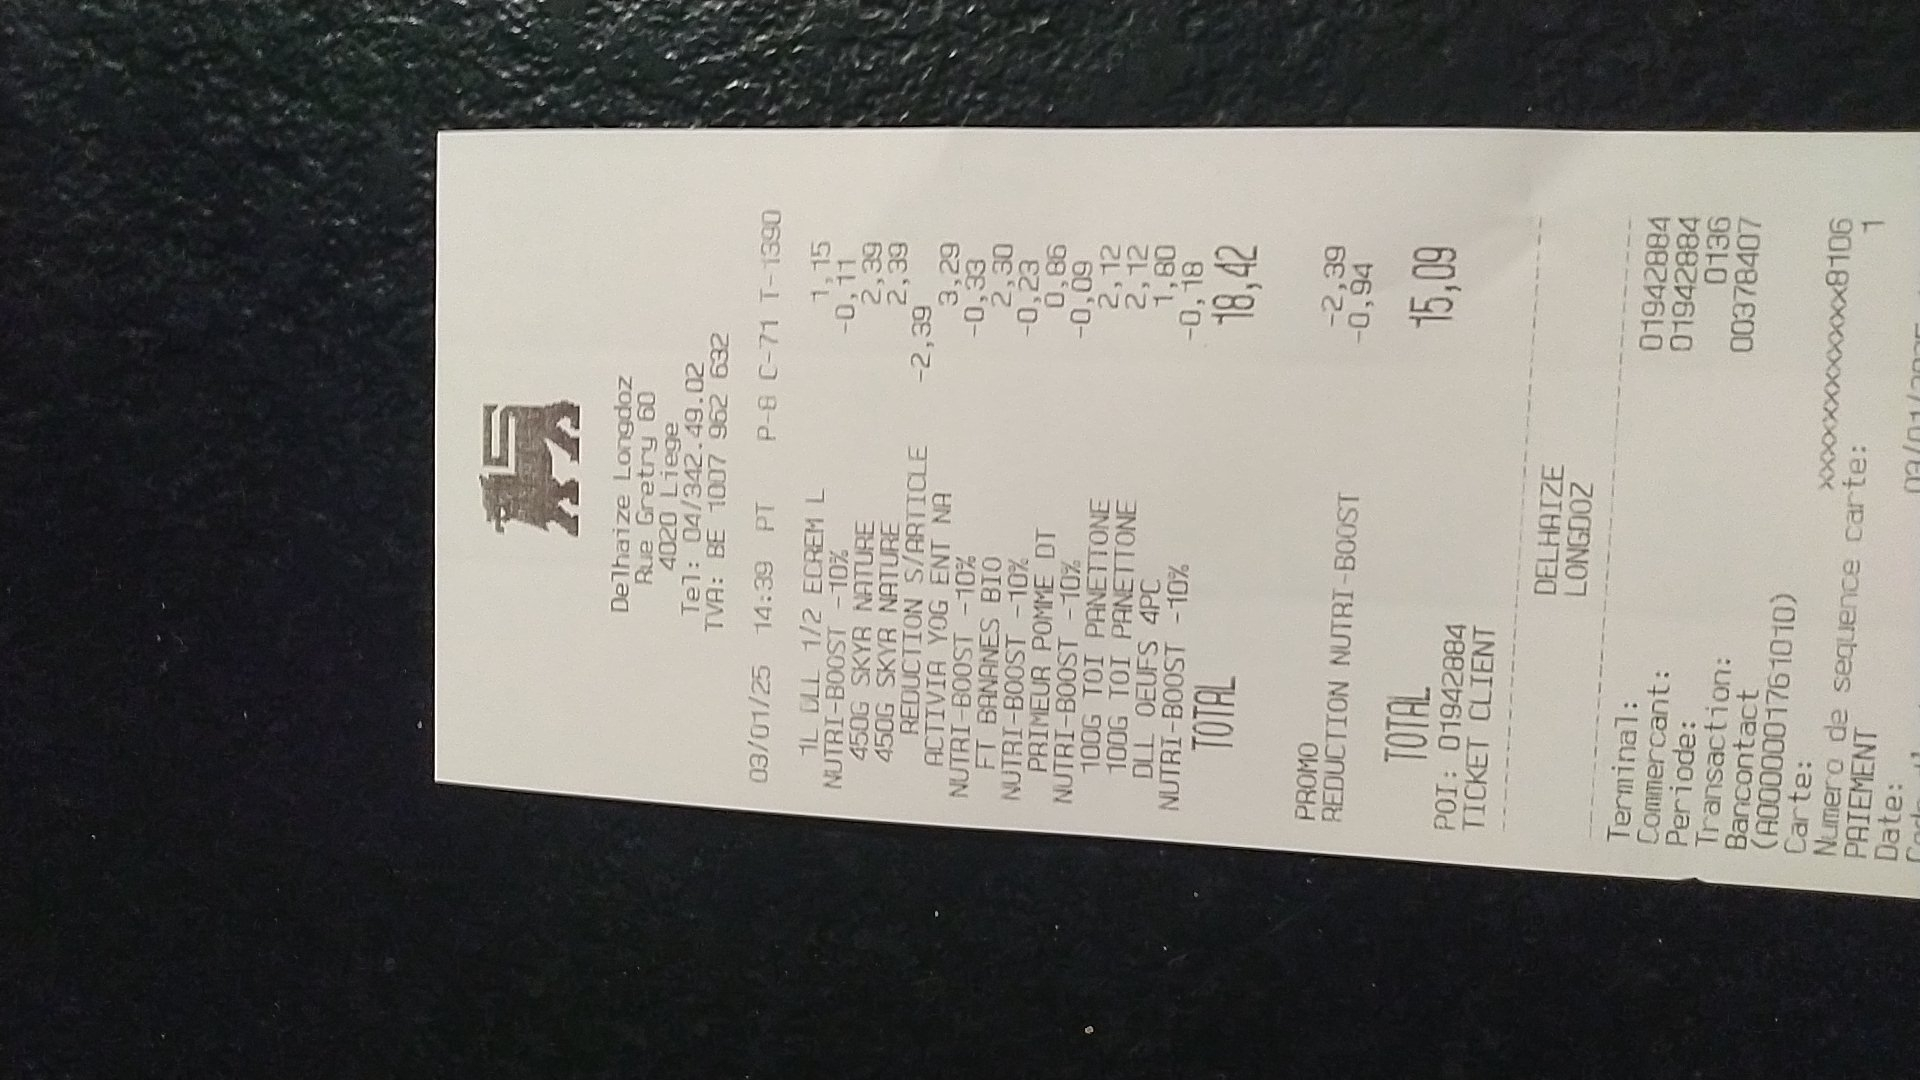 Delhaize Longdoz
Rue Gretry 60
4020 Liege
Tel: 04/342.49.02
TVA: BE 1007 962 632
03/01/25 14:39 PT P-8 C-71 T-1390
1L DLL 1/2 ECREM L 1,15
NUTRI-BOOST -10% -0,11
450G SKYR NATURE 2,39
450G SKYR NATURE 2,39
REDUCTION S/ARTICLE -2,39
ACTIVIA YOG ENT NA 3,29
NUTRI-BOOST -10% -0,33
FT BANANES BIO 2,30
NUTRI-BOOST -10% -0,23
PRIMEUR POMME DT 0,86
NUTRI-BOOST -10% -0,09
100G TOI PANETTONE 2,12
100G TOI PANETTONE 2,12
DLL OEUFS 4PC 1,80
NUTRI-BOOST -10% -0,18
TOTAL 18,42
PROMO -2,39
REDUCTION NUTRI-BOOST -0,94
TOTAL 15,09
POI: 01942884
TICKET CLIENT
DELHAIZE
LONGDOZ
Terminal: 01942884
Commercant: 01942884
Periode: 0136
Transaction: 00378407
Bancontact
(A0000001761010)
Carte: xxxxxxxxxxxxxxx8106
Numero de sequence carte: 1
PAIEMENT
Date: